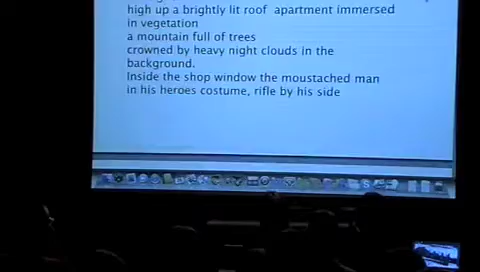 high up a brightly lit roof apartment immersed
in vegetation
a mountain full of trees
crowned by heavy night clouds in the
background.
Inside the shop window the moustached man
in his heroes costume, rifle by his side